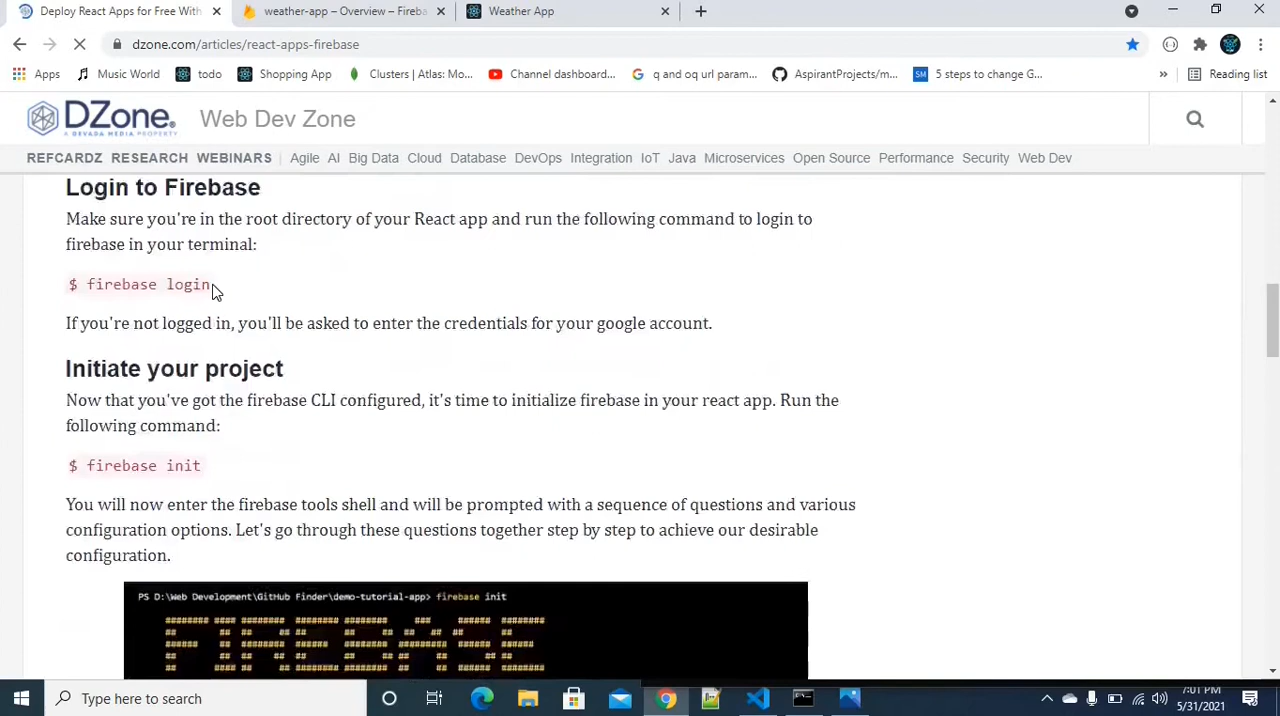 Deploy React Apps for Free With
weather-app – Overview – Fireba
Weather App
dzone.com/articles/react-apps-firebase
Apps
Music World
todo
Shopping App
Clusters | Atlas: Mo...
Channel dashboard...
q and oq url param...
AspirantProjects/m...
SM
5 steps to change G...
»
Reading list
DZone.
A DEVADA MEDIA PROPERTY
Web Dev Zone
REFCARDZ RESEARCH WEBINARS
Agile AI Big Data Cloud Database DevOps Integration IoT Java Microservices Open Source Performance Security Web Dev
Login to Firebase
Make sure you're in the root directory of your React app and run the following command to login to
firebase in your terminal:
$ firebase login
If you're not logged in, you'll be asked to enter the credentials for your google account.
Initiate your project
Now that you've got the firebase CLI configured, it's time to initialize firebase in your react app. Run the
following command:
$ firebase init
You will now enter the firebase tools shell and will be prompted with a sequence of questions and various
configuration options. Let's go through these questions together step by step to achieve our desirable
configuration.
PS D:\Web Development\GitHub Finder\demo-tutorial-app> firebase init
Type here to search
7:01 PM
5/31/2021